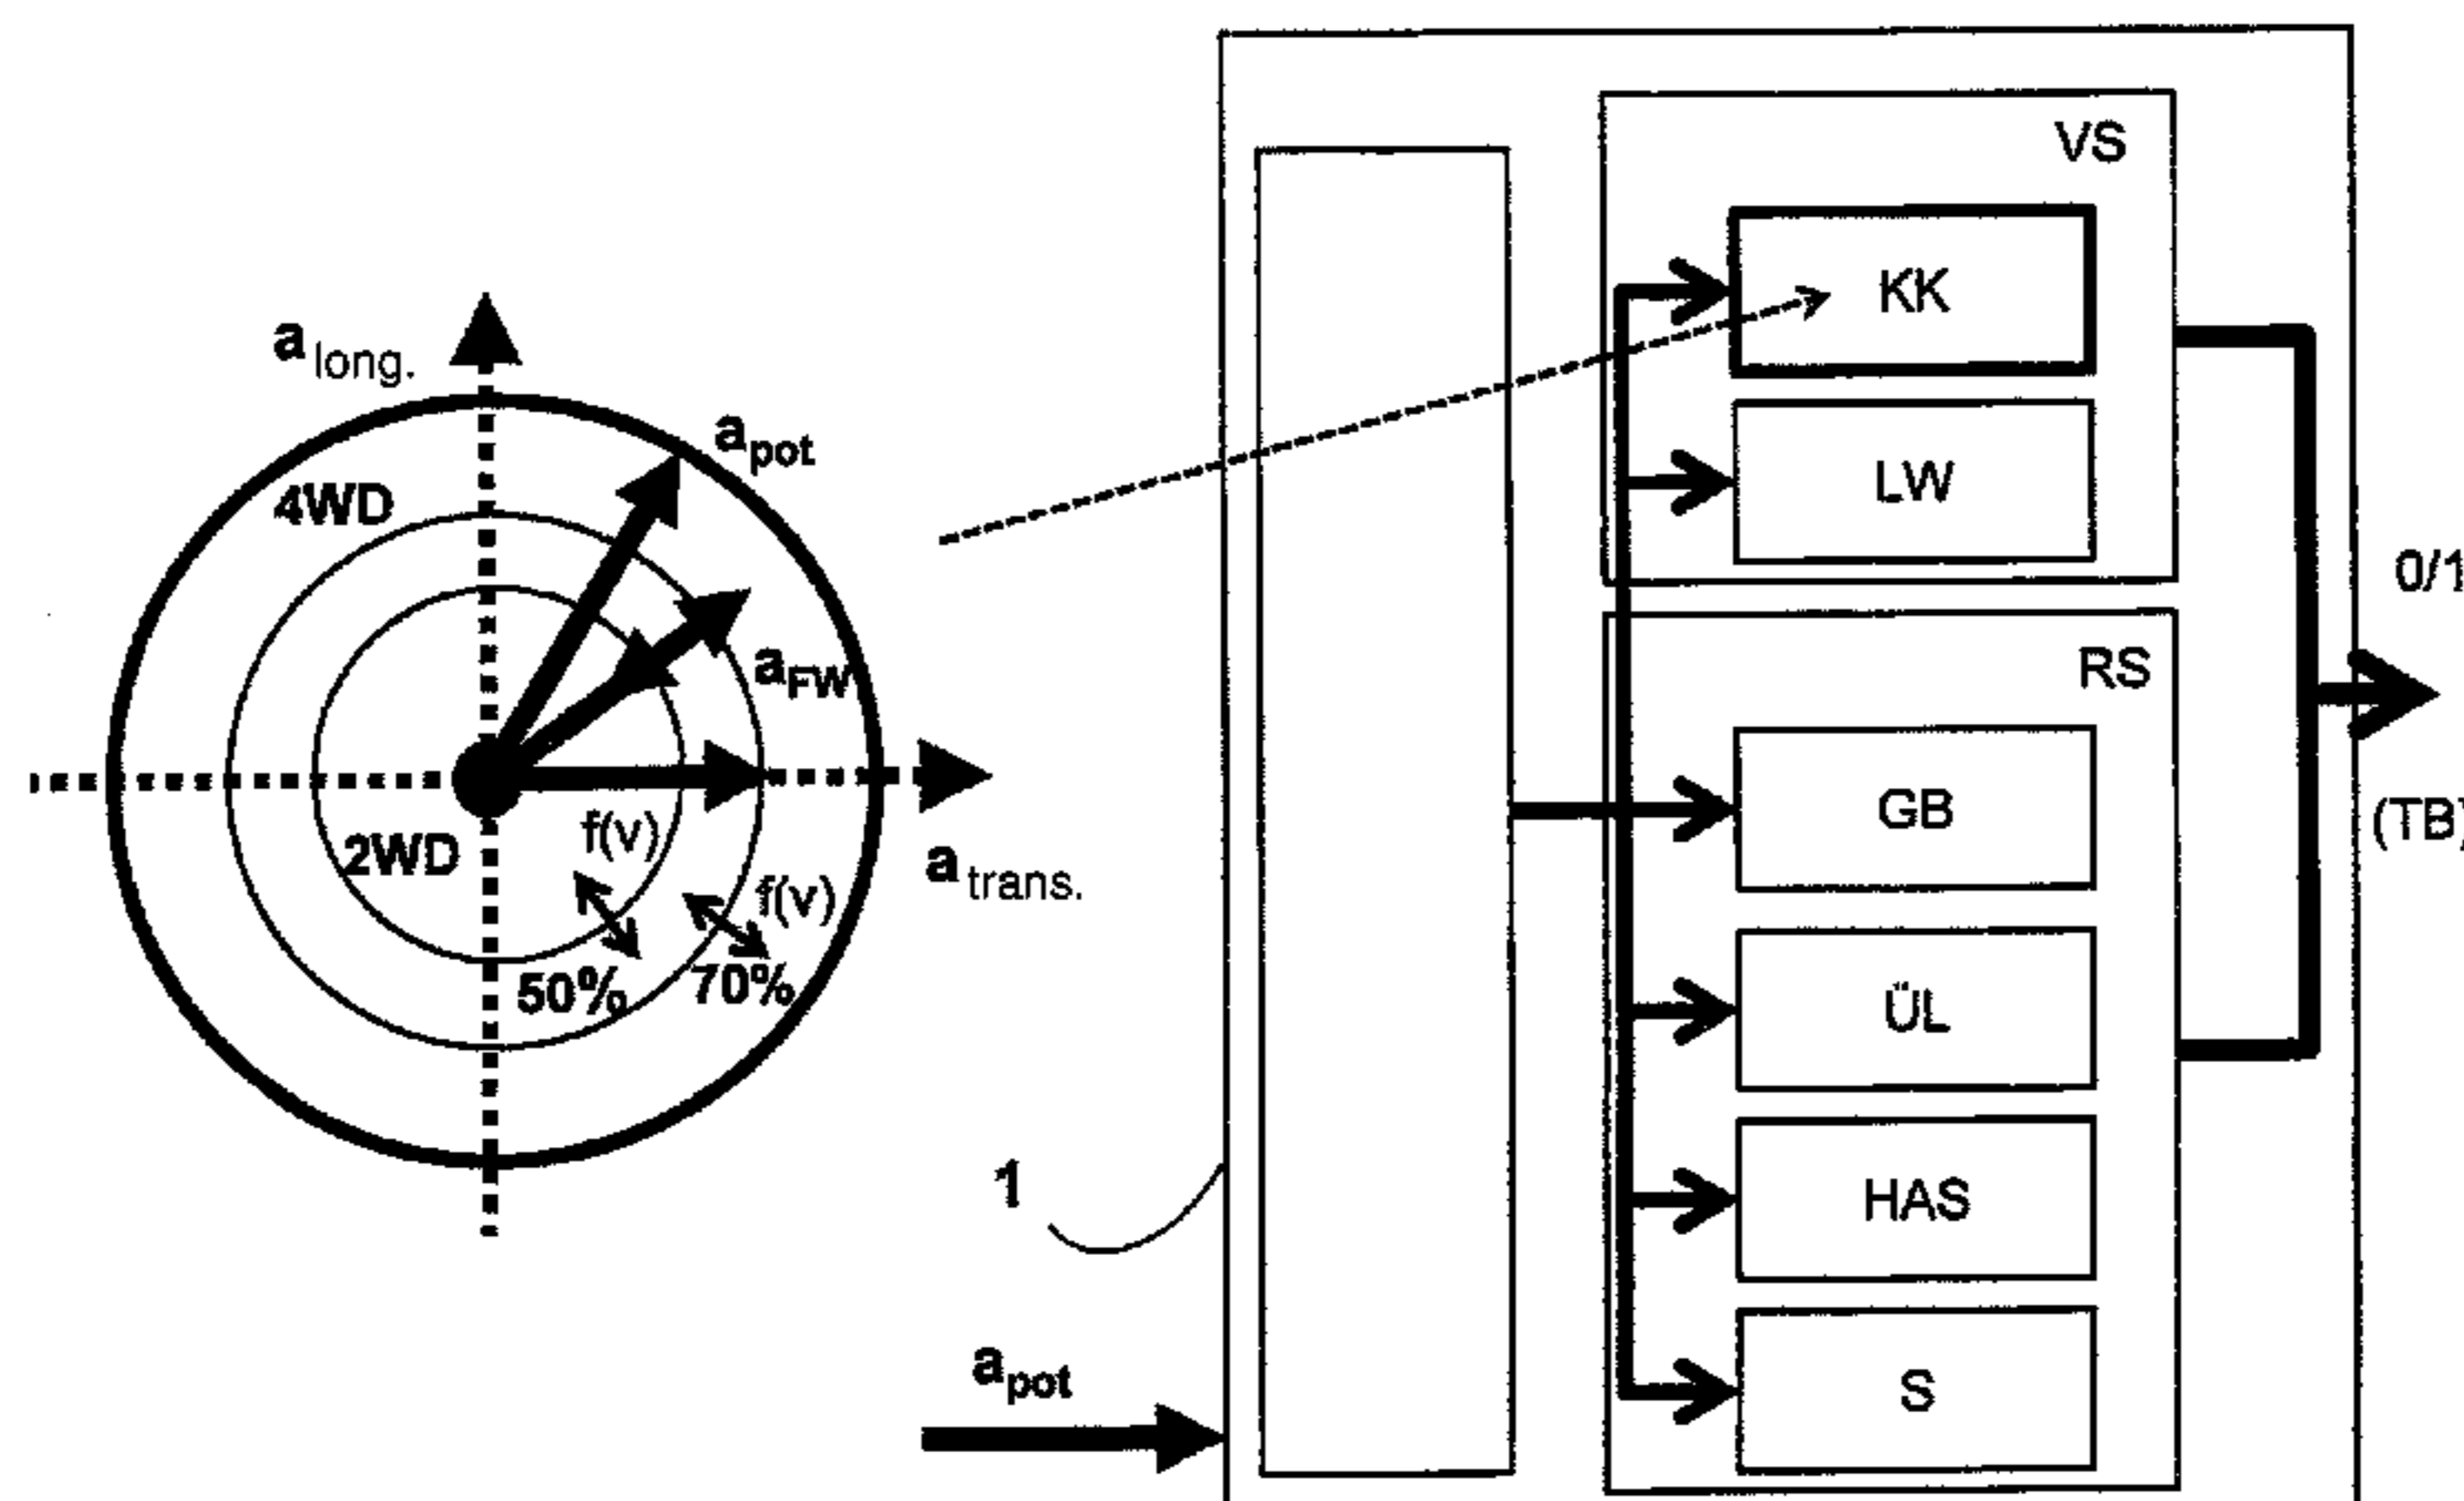 a long.
a pot
4WD
a FW
f(v)
2WD
a trans.
f(v)
50%
70%
1
a pot
VS
KK
LW
RS
GB
ÜL
HAS
S
0/1
(TB)